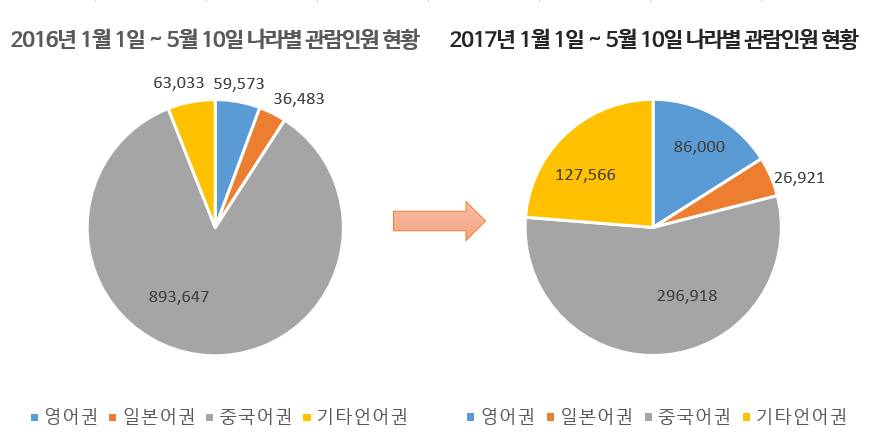 2016년 1월 1일 ~ 5월 10일 나라별 관람인원 현황
63,033
59,573
36,483
893,647
영어권 일본어권 중국어권 기타언어권
2017년 1월 1일 ~ 5월 10일 나라별 관람인원 현황
86,000
26,921
127,566
296,918
영어권 일본어권 중국어권 기타언어권